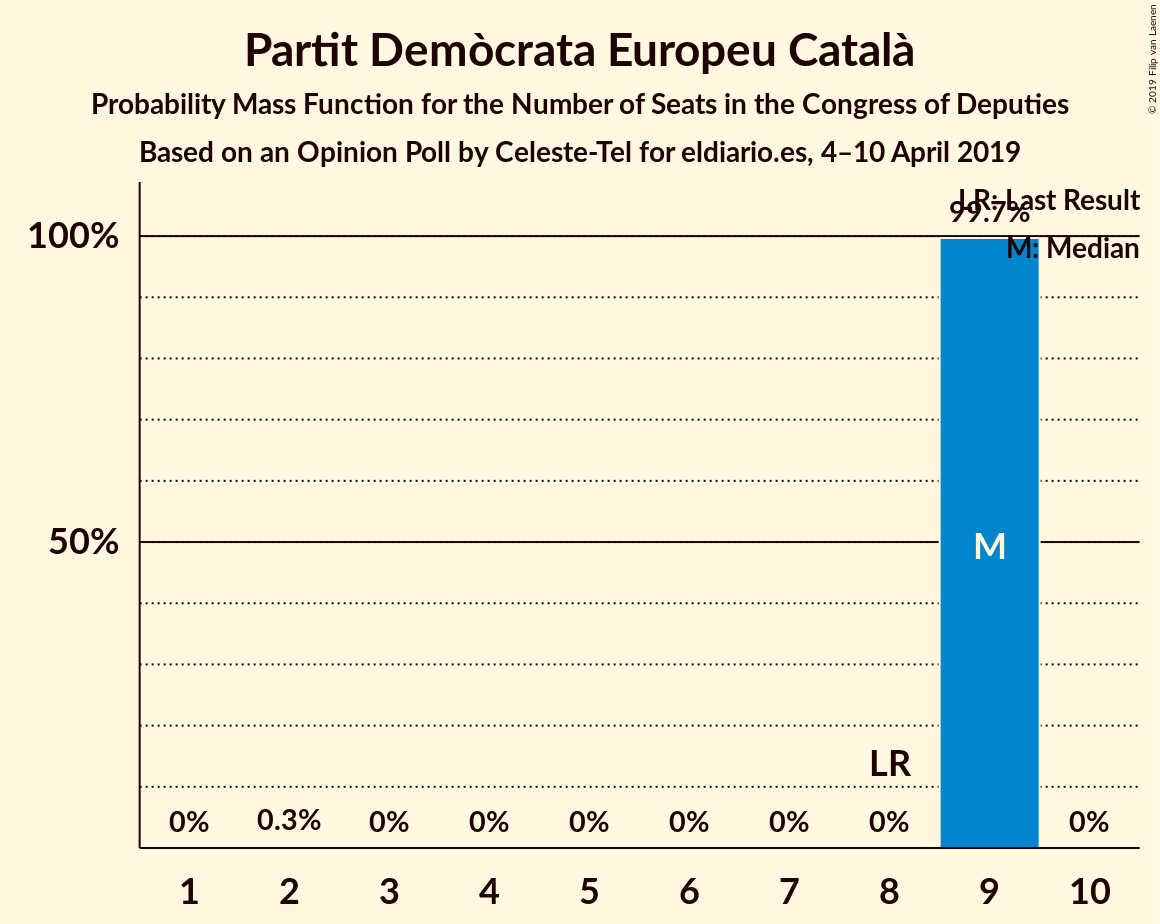 Partit Demòcrata Europeu Català
Probability Mass Function for the Number of Seats in the Congress of Deputies
Based on an Opinion Poll by Celeste-Tel for eldiario.es, 4–10 April 2019
© 2019 Filip van Laenen
LR: Last Result
99.7%
100%
M: Median
50%
M
LR
0% 0.3% 0% 0% 0% 0% 0% 0% 0%
1 2 3 4 5 6 7 8 9 10